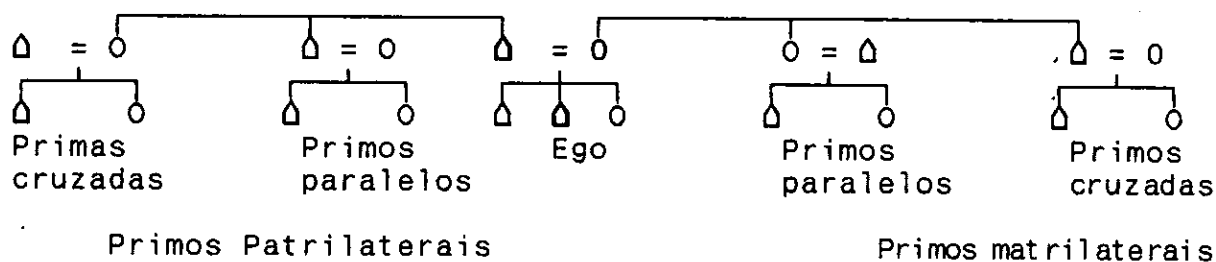 Primas Primos Ego Primos Primos
cruzadas paralelos paralelos cruzadas
Primos Patrilaterais Primos matrilaterais